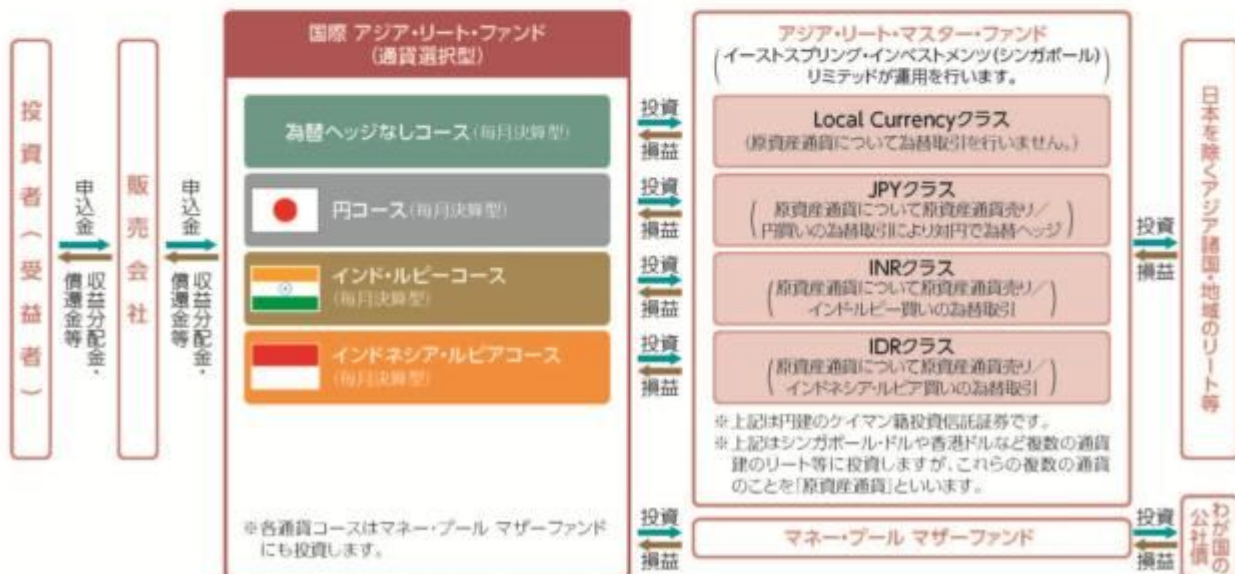 投資者(受益者)
申込金
収益分配金・
償還金等
販売会社
申込金
収益分配金・
償還金等
国際 アジア・リート・ファンド
(通貨選択型)
為替ヘッジなしコース(毎月決算型)
円コース(毎月決算型)
インド・ルピーコース
(毎月決算型)
インドネシア・ルピアコース
(毎月決算型)
※各通貨コースはマネー・プール マザーファンド
にも投資します。
投資
損益
投資
損益
投資
損益
投資
損益
投資
損益
アジア・リート・マスター・ファンド
(イーストスプリング・インベストメンツ(シンガポール)
リミテッドが運用を行います。)
Local Currencyクラス
(原資産通貨について為替取引を行いません。)
JPYクラス
(原資産通貨について原資産通貨売り/
円買いの為替取引により対円で為替ヘッジ)
INRクラス
(原資産通貨について原資産通貨売り/
インド・ルピー買いの為替取引)
IDRクラス
(原資産通貨について原資産通貨売り/
インドネシア・ルピア買いの為替取引)
※上記は円建のケイマン籍投資信託証券です。
※上記はシンガポール・ドルや香港ドルなど複数の通貨
建のリート等に投資しますが、これらの複数の通貨
のことを「原資産通貨」といいます。
マネー・プール マザーファンド
投資
損益
投資
損益
日本を除くアジア諸国・地域のリート等
わが国の
公社債